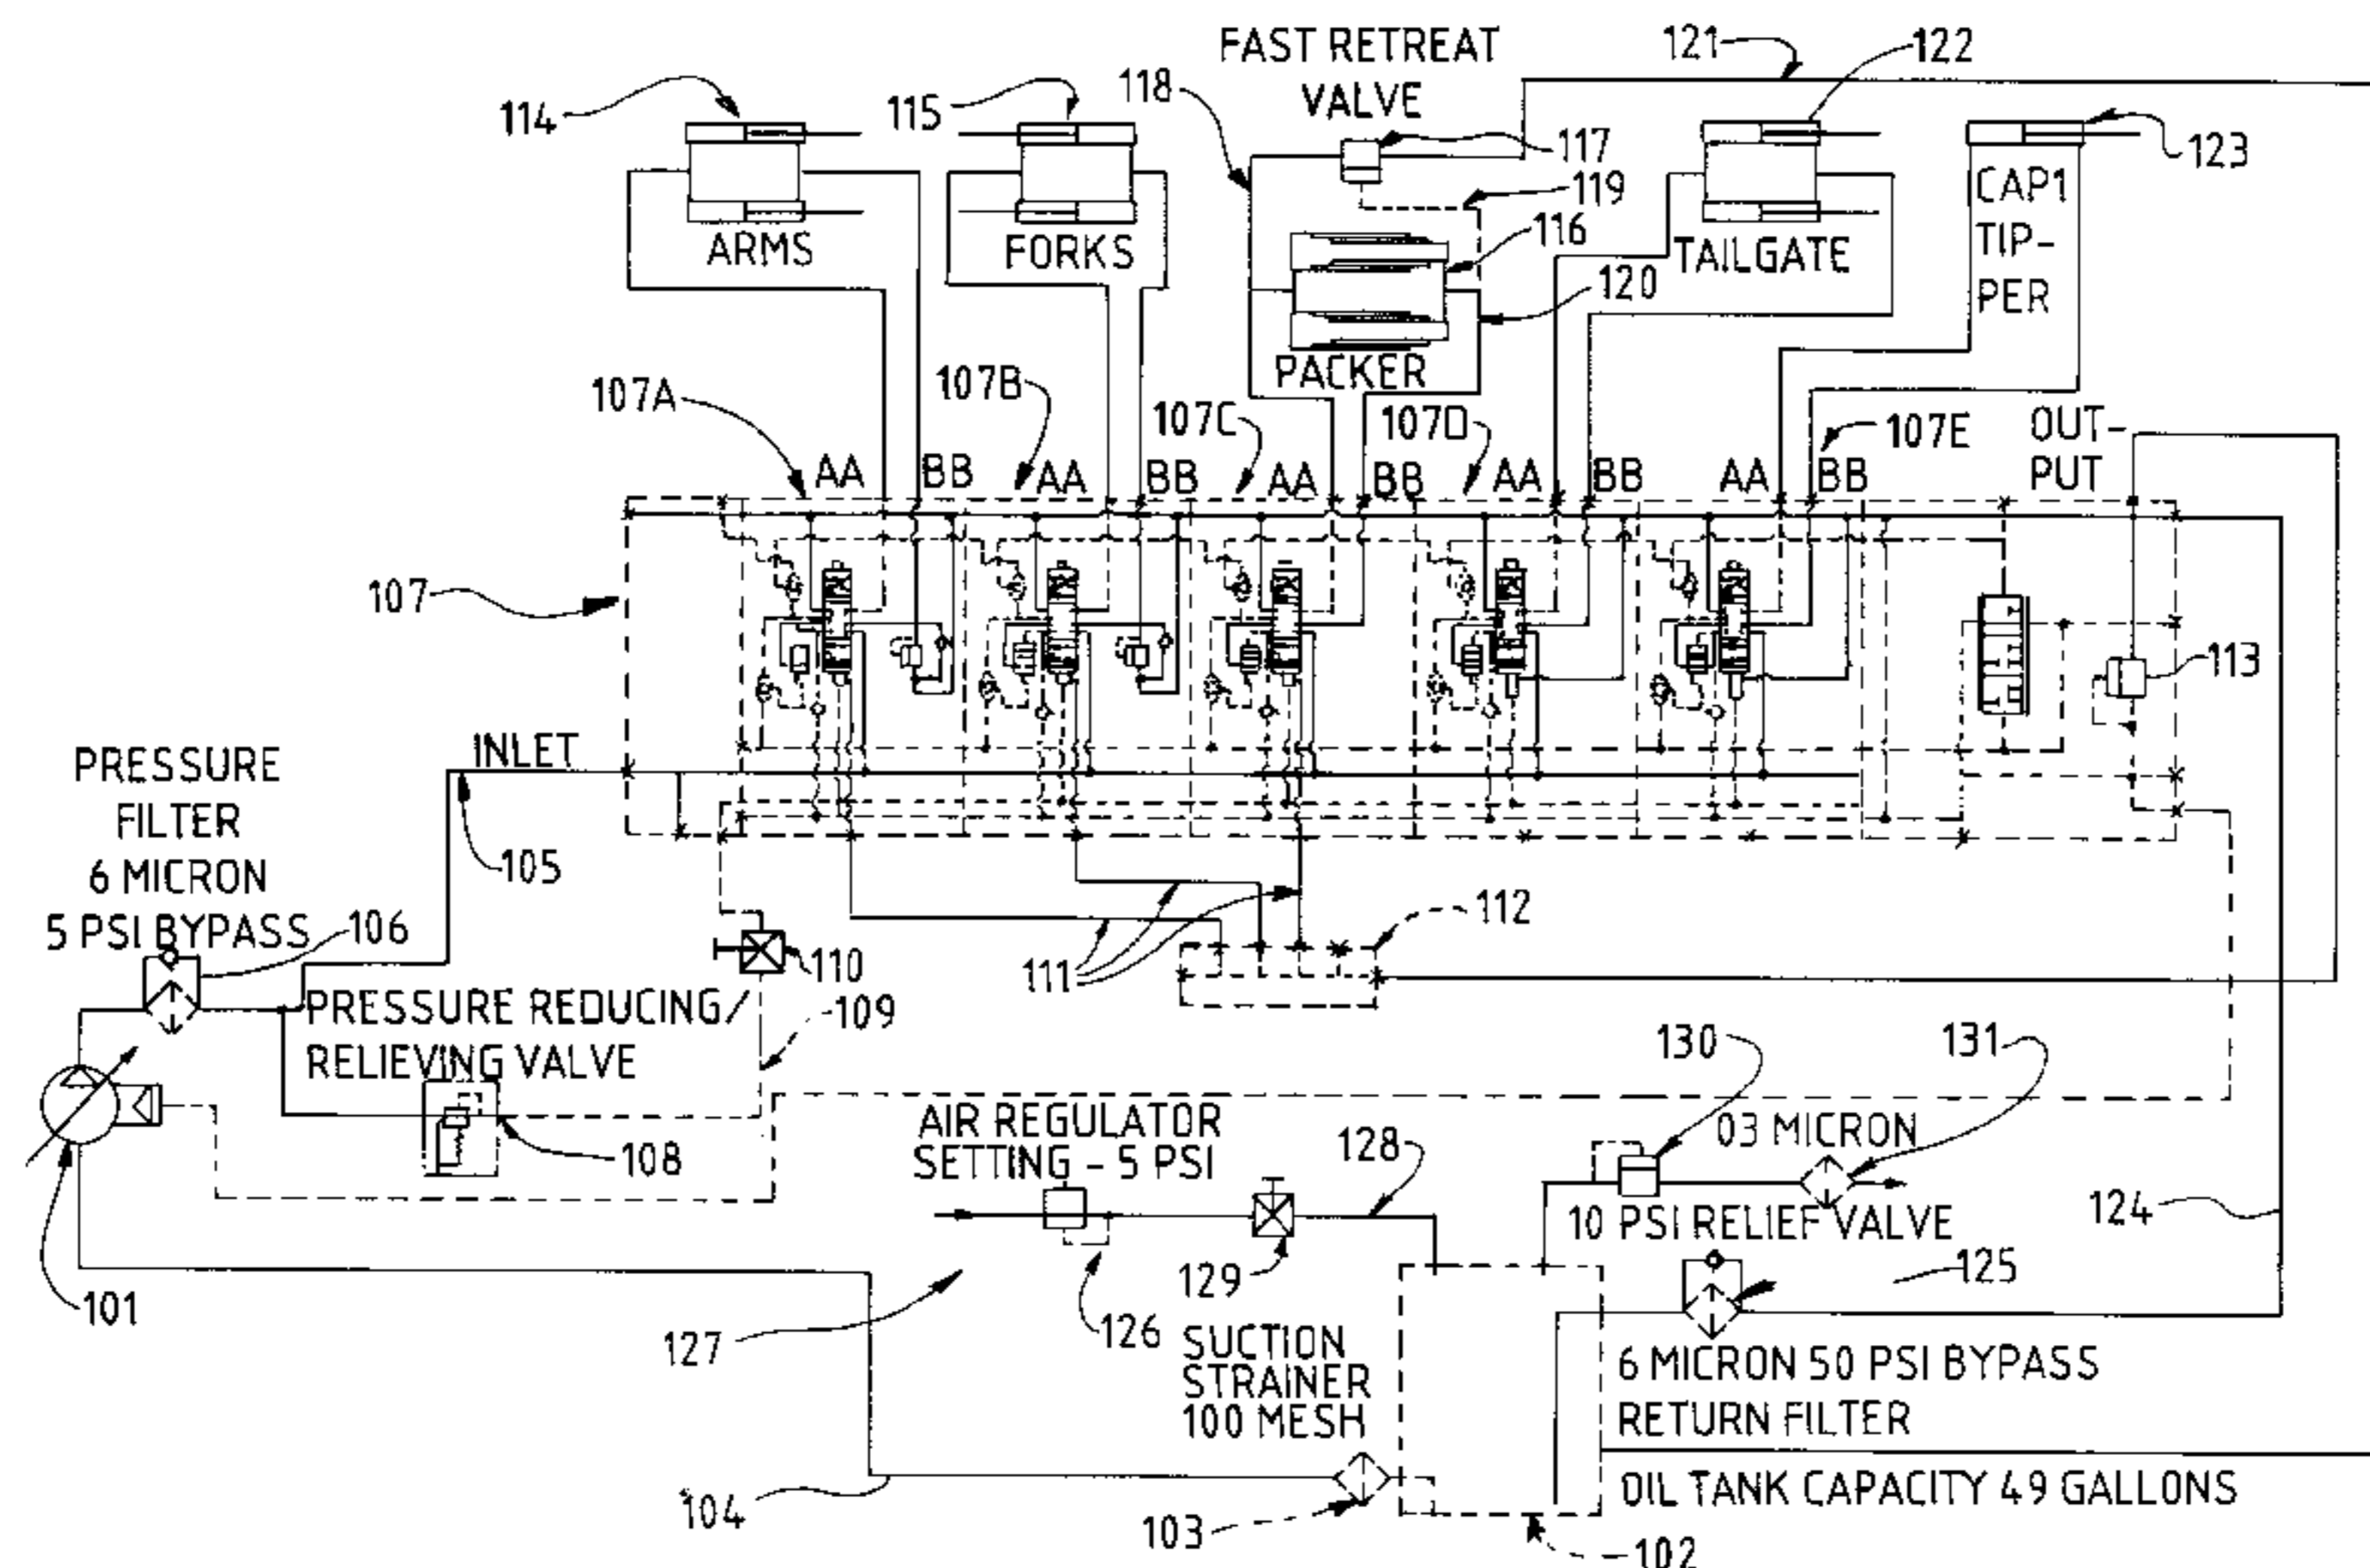 FAST RETREAT
VALVE
121
122
118
114
115
117
119
116
120
123
ARMS
FORKS
PACKER
TAILGATE
CAP1
TIP-
PER
107A
107B
107C
107D
107E
OUT-
PUT
AA
BB
AA
BB
AA
BB
AA
BB
AA
BB
107
113
INLET
105
PRESSURE
FILTER
6 MICRON
5 PSI BYPASS
106
110
111
112
109
PRESSURE REDUCING/
RELIEVING VALVE
108
101
AIR REGULATOR
SETTING - 5 PSI
128
130
131
03 MICRON
10 PSI RELIEF VALVE
124
129
126
127
125
SUCTION
STRAINER
100 MESH
6 MICRON 50 PSI BYPASS
RETURN FILTER
OIL TANK CAPACITY 49 GALLONS
104
103
102